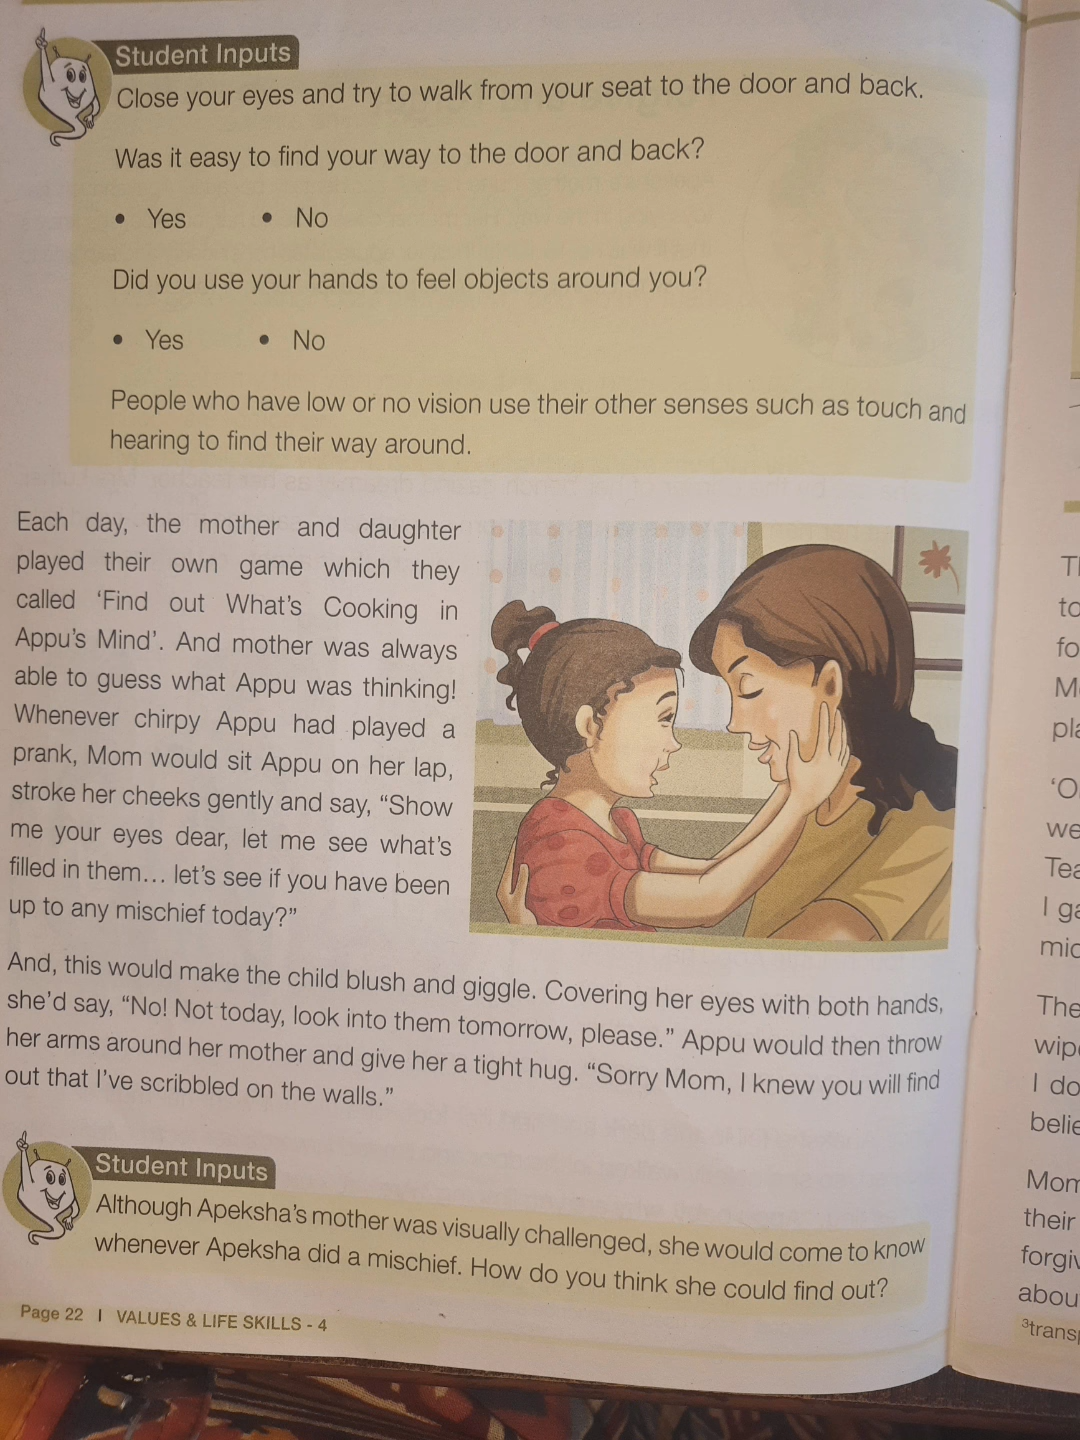 Student Inputs
Close your eyes and try to walk from your seat to the door and back.
Was it easy to find your way to the door and back?
• Yes • No
Did you use your hands to feel objects around you?
• Yes • No
People who have low or no vision use their other senses such as touch and
hearing to find their way around.
Each day, the mother and daughter
played their own game which they
called ‘Find out What’s Cooking in
Appu’s Mind’. And mother was always
able to guess what Appu was thinking!
Whenever chirpy Appu had played a
prank, Mom would sit Appu on her lap,
stroke her cheeks gently and say, “Show
me your eyes dear, let me see what’s
filled in them... let’s see if you have been
up to any mischief today?”
And, this would make the child blush and giggle. Covering her eyes with both hands,
she’d say, “No! Not today, look into them tomorrow, please.” Appu would then throw
her arms around her mother and give her a tight hug. “Sorry Mom, I knew you will find
out that I’ve scribbled on the walls.”
Student Inputs
Although Apeksha’s mother was visually challenged, she would come to know
whenever Apeksha did a mischief. How do you think she could find out?
Page 22 I VALUES & LIFE SKILLS - 4